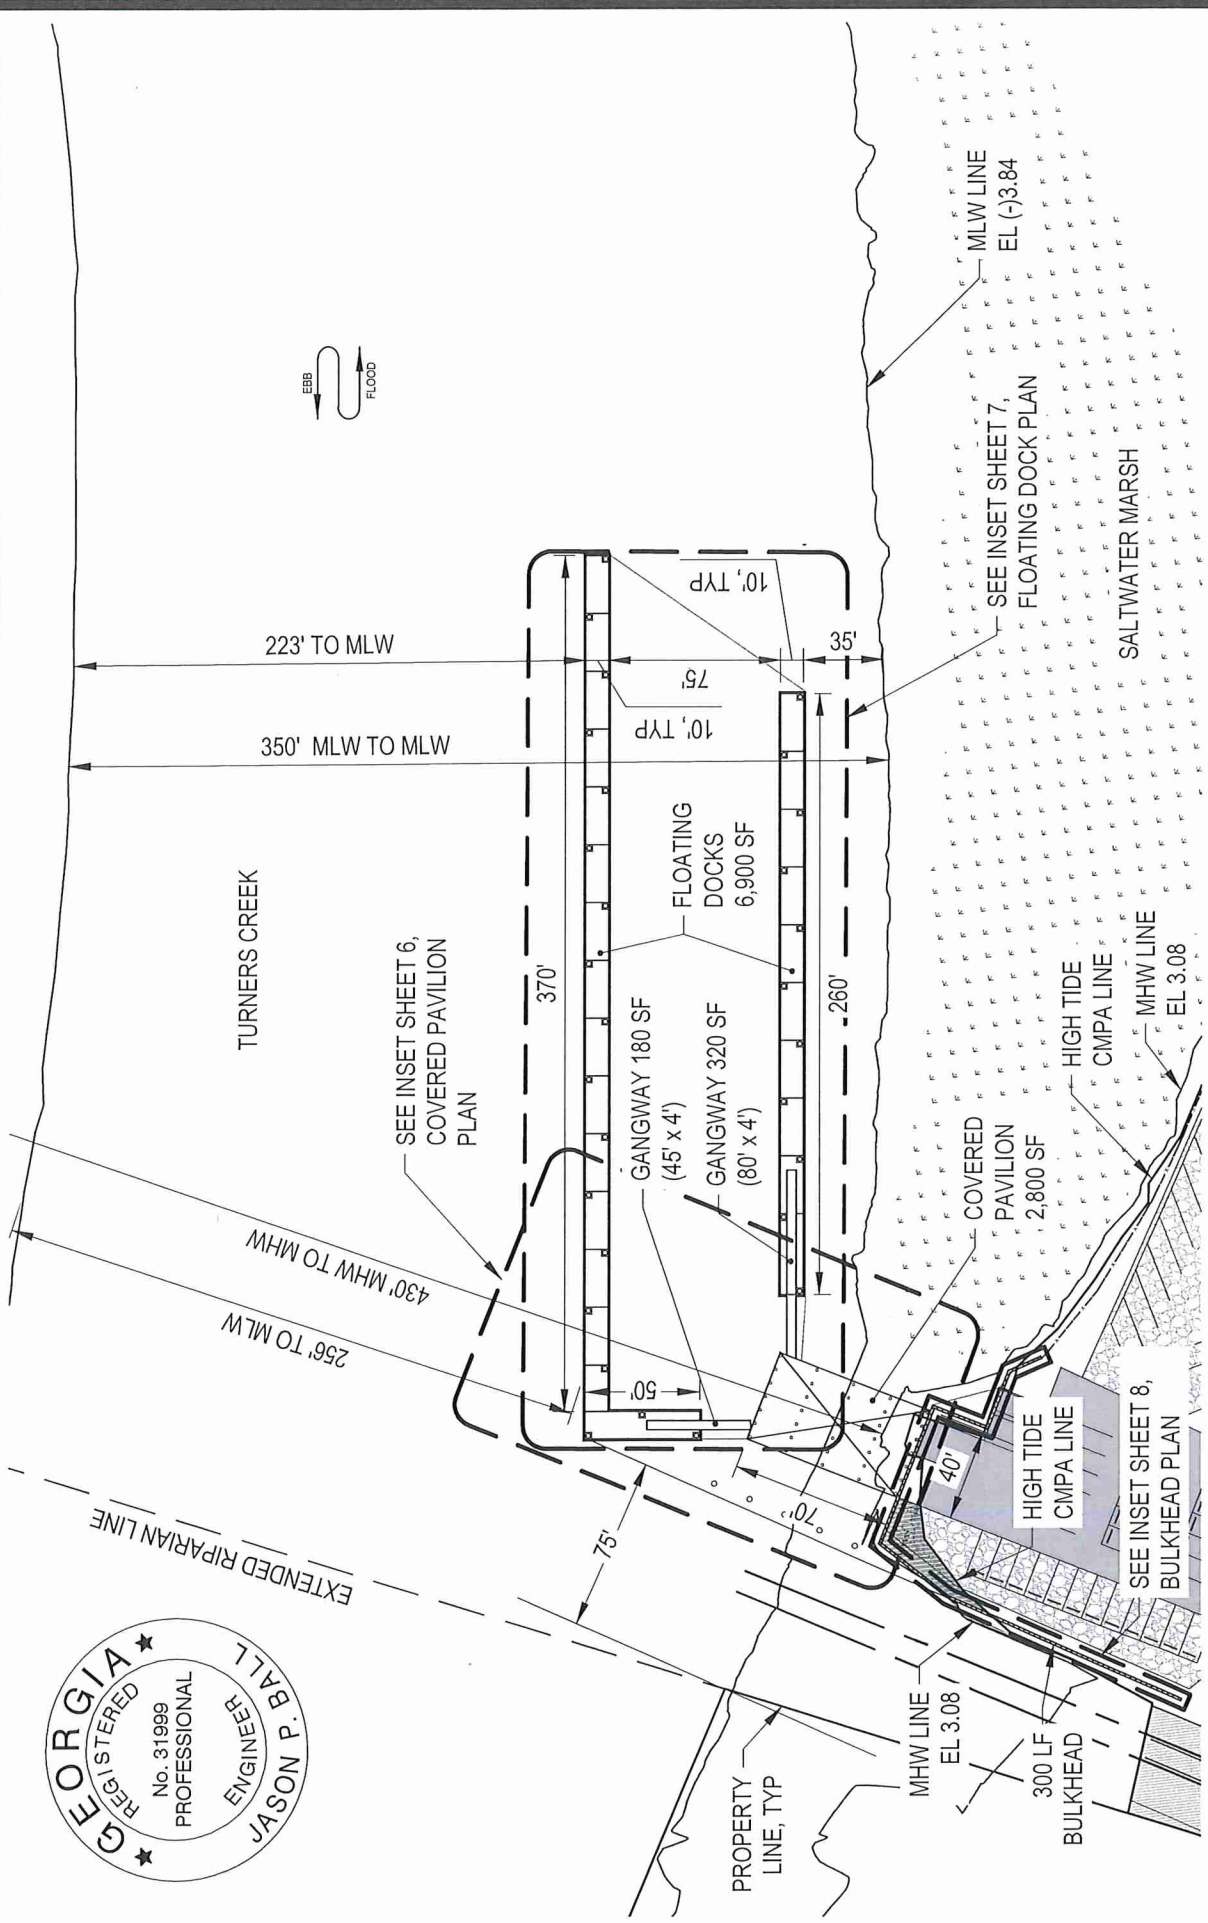 TURNERS CREEK
EBB
FLOOD
223' TO MLW
350' MLW TO MLW
SEE INSET SHEET 6,
COVERED PAVILION
PLAN
430' MHW TO MHW
256' TO MLW
EXTENDED RIPARIAN LINE
370'
10', TYP
75'
10', TYP
35'
FLOATING
DOCKS
6,900 SF
GANGWAY 180 SF
(45' x 4')
GANGWAY 320 SF
(80' x 4')
260'
50'
75'
70'
40'
MLW LINE
EL (-)3.84
SEE INSET SHEET 7,
FLOATING DOCK PLAN
SALTWATER MARSH
COVERED
PAVILION
2,800 SF
HIGH TIDE
CMPA LINE
MHW LINE
EL 3.08
HIGH TIDE
CMPA LINE
SEE INSET SHEET 8,
BULKHEAD PLAN
MHW LINE
EL 3.08
300 LF
BULKHEAD
PROPERTY
LINE, TYP
GEORGIA
REGISTERED
No. 31999
PROFESSIONAL
ENGINEER
JASON P. BALL